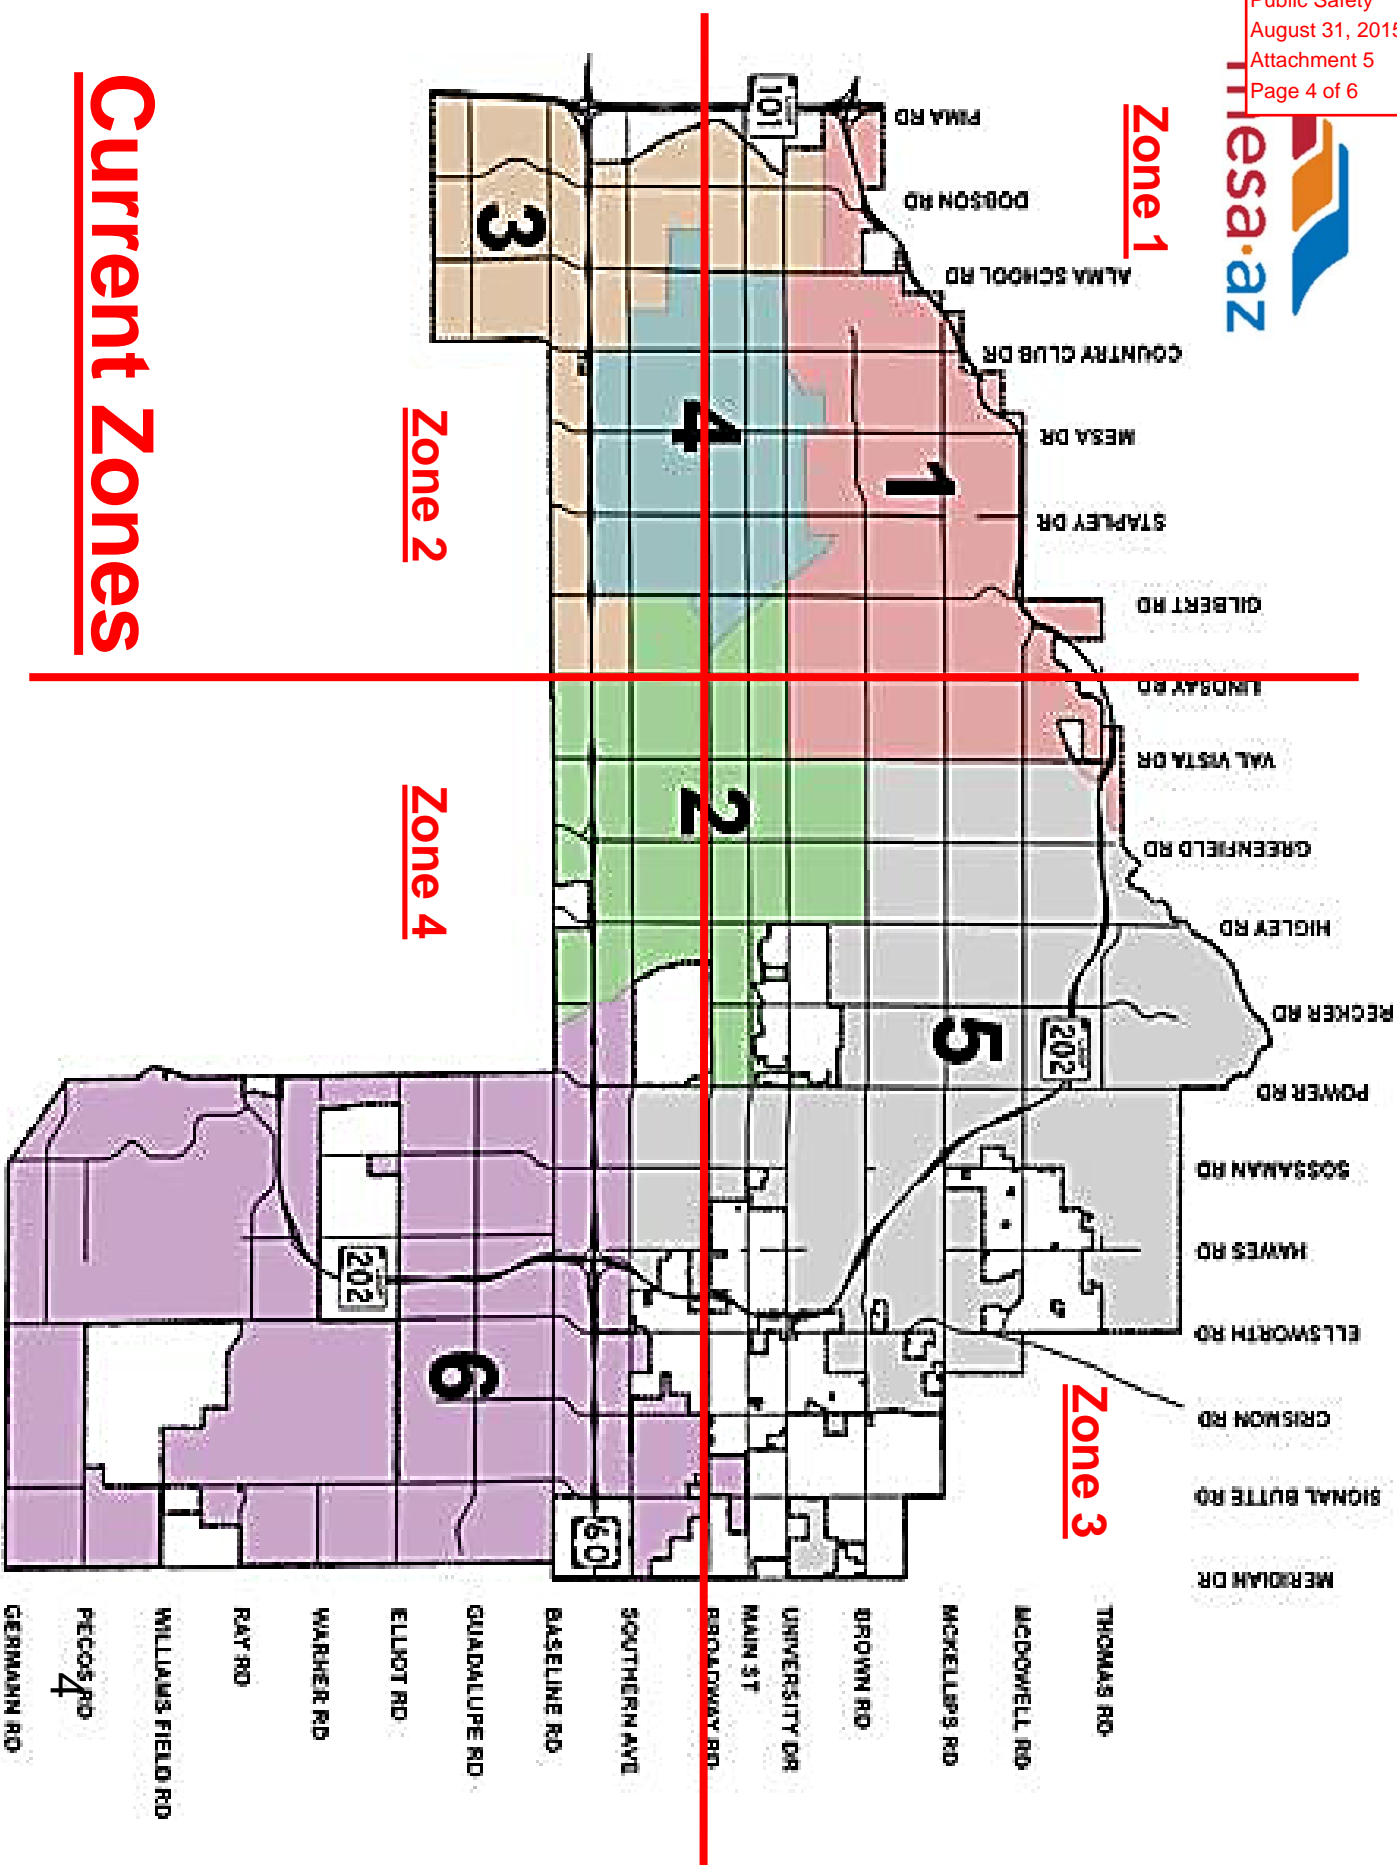 Public Safety
August 31, 2015
Attachment 5
Page 4 of 6
mesa·az
Current Zones
Zone 1
Zone 2
Zone 3
Zone 4
PIMA RD
DOBSON RD
ALMA SCHOOL RD
COUNTRY CLUB DR
MESA DR
STAPLEY DR
GILBERT RD
LINDSAY RD
VAL VISTA DR
GREENFIELD RD
HIGLEY RD
RECKER RD
POWER RD
SOSSAMAN RD
HAWES RD
ELLSWORTH RD
CRISMON RD
SIGNAL BUTTE RD
MERIDIAN DR
THOMAS RD
MCDOWELL RD
MCKELLIPS RD
BROWN RD
UNIVERSITY DR
MAIN ST
BROADWAY RD
SOUTHERN AVE
BASELINE RD
GUADALUPE RD
ELLIOT RD
WARNER RD
RAY RD
WILLIAMS FIELD RD
PECOS RD
GERMANN RD
101
202
202
60
1
2
3
4
5
6
5
4